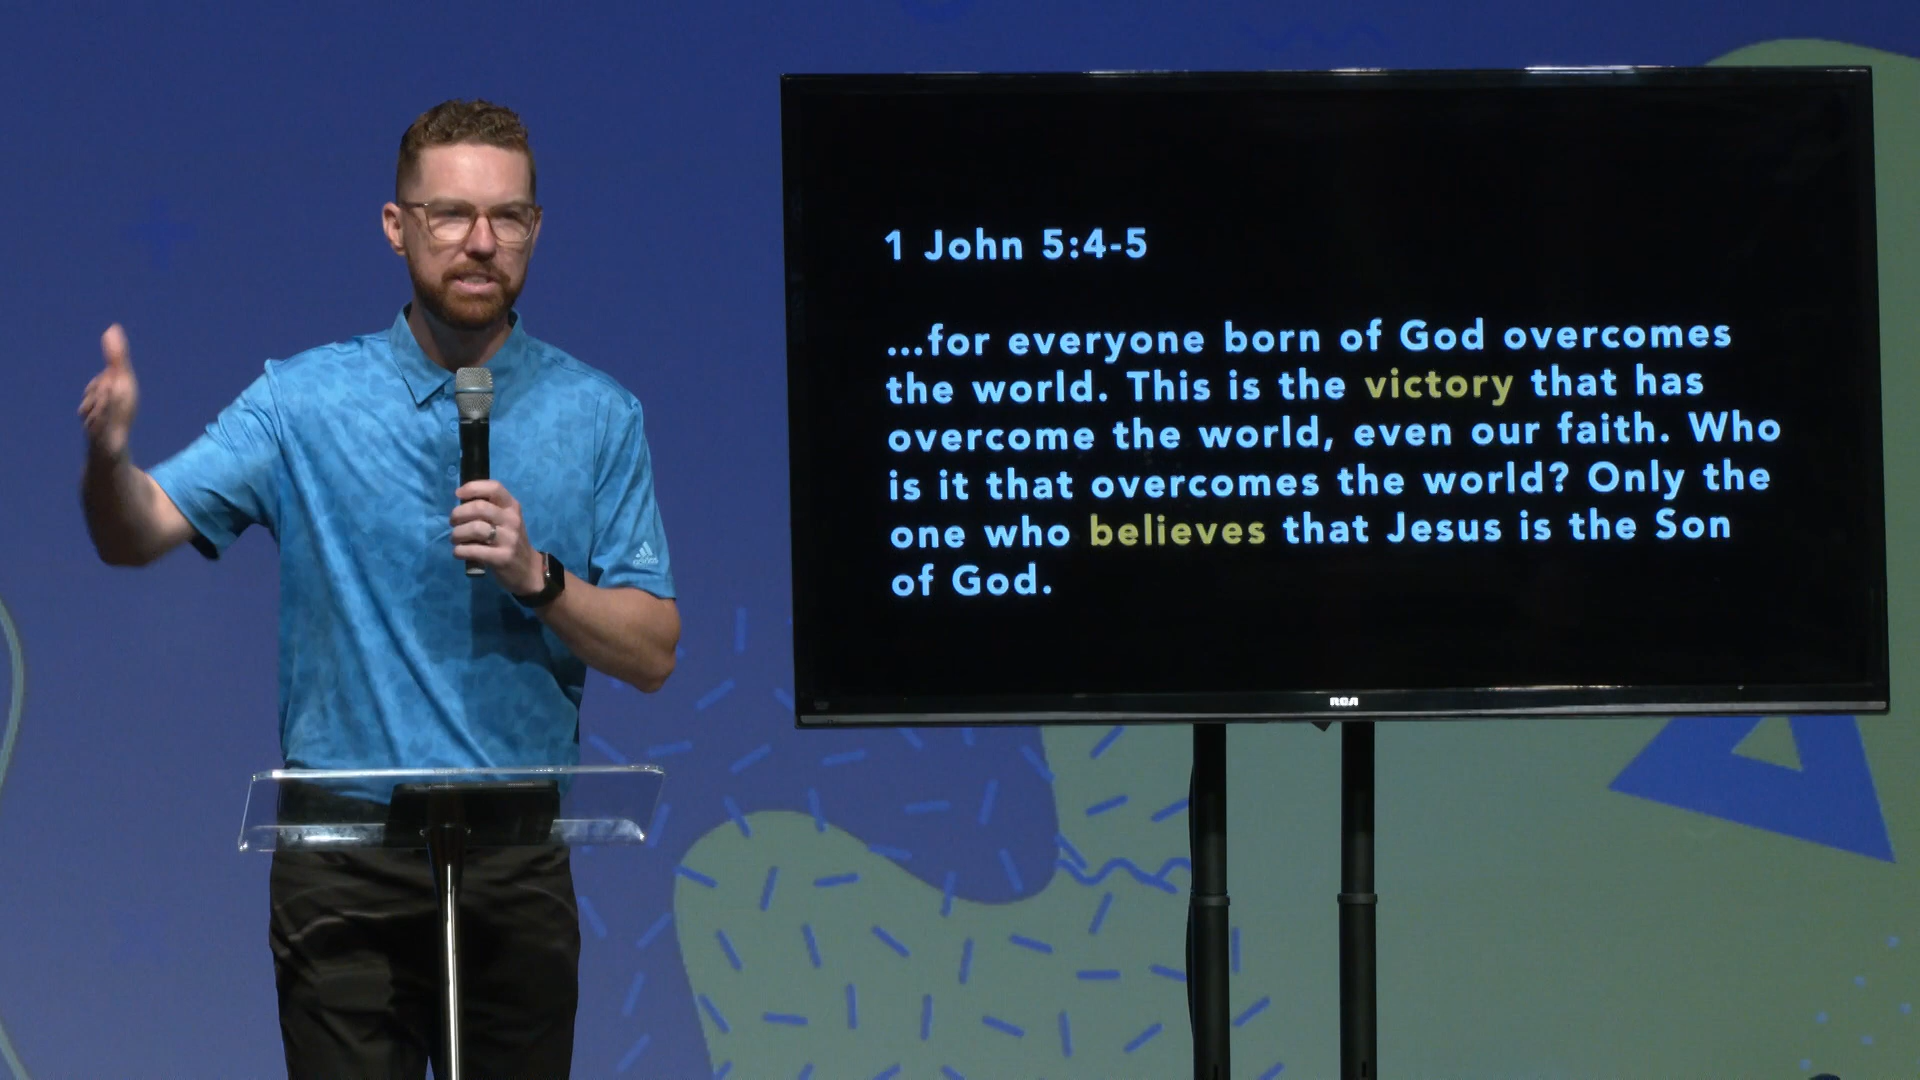 1 John 5:4-5
...for everyone born of God overcomes
the world. This is the victory that has
overcome the world, even our faith. Who
is it that overcomes the world? Only the
one who believes that Jesus is the Son
of God.
RCA
adidas